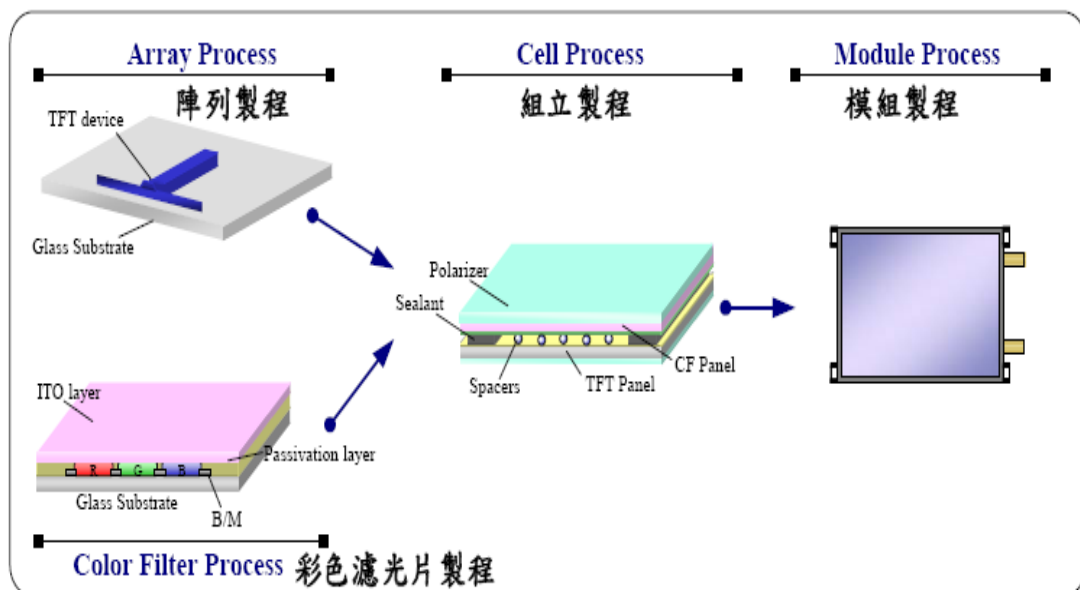 Array Process
陣列製程
TFT device
Glass Substrate
ITO layer
Passivation layer
R G B
Glass Substrate
B/M
Color Filter Process 彩色濾光片製程
Cell Process
組立製程
Polarizer
Sealant
Spacers
TFT Panel
CF Panel
Module Process
模組製程